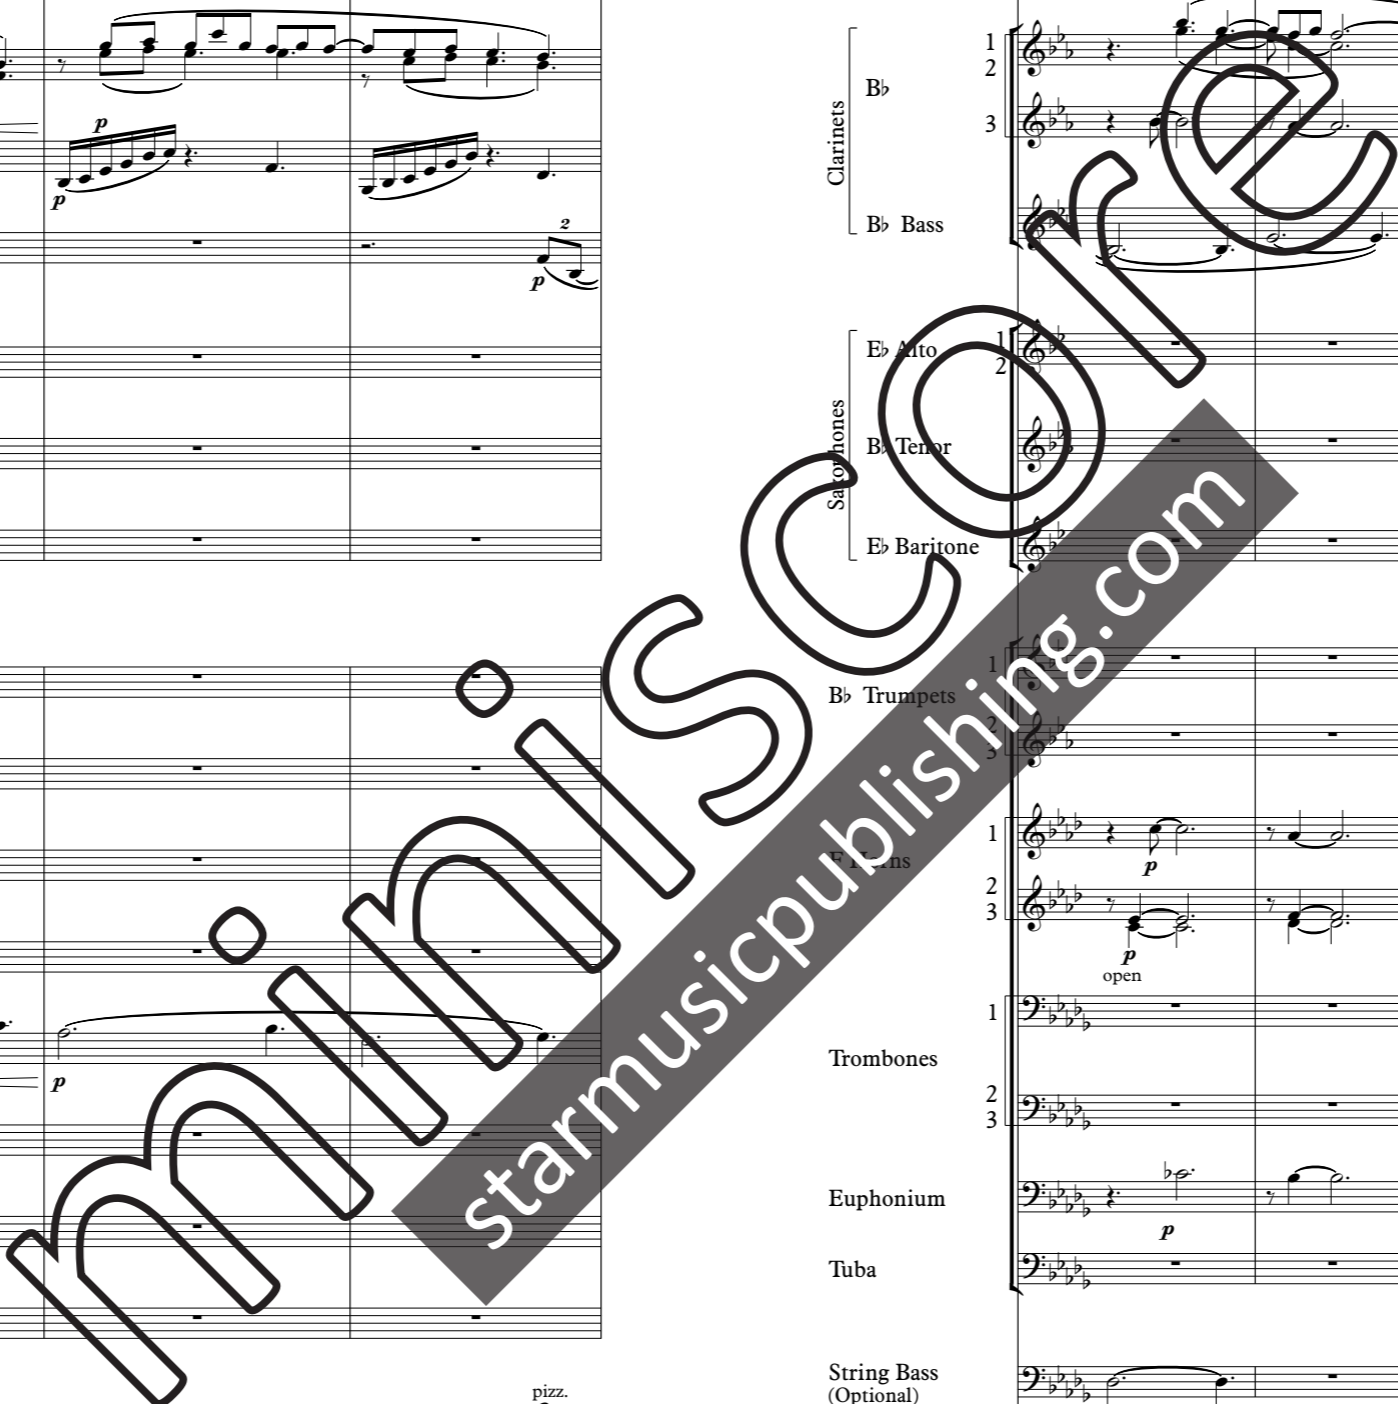 p
p
2
p
p
pizz.
Clarinets
B♭
1
2
3
B♭ Bass
Saxophones
E♭ Alto
1
2
B♭ Tenor
E♭ Baritone
B♭ Trumpets
1
2
3
F Horns
1
p
2
3
p
open
Trombones
1
2
3
Euphonium
p
Tuba
String Bass
(Optional)
miniscore
starmusicpublishing.com